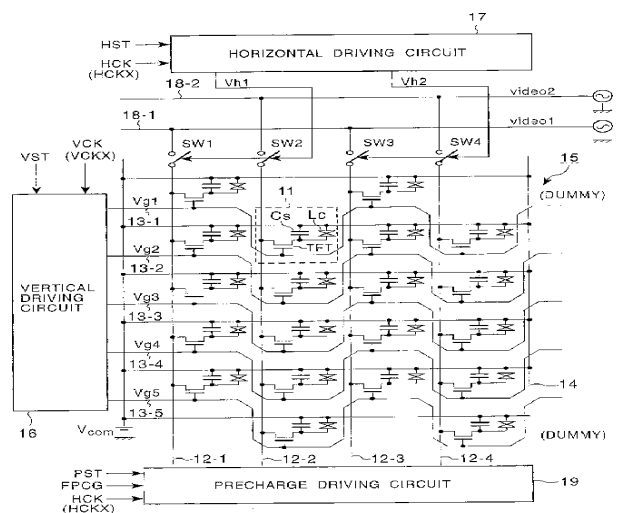 17
HST
HORIZONTAL DRIVING CIRCUIT
HCK
(HCKX)
Vh1
Vh2
18-2
video2
18-1
video1
SW1
SW2
SW3
SW4
VCK
(VCKX)
VST
15
(DUMMY)
11
Vg1
13-1
Cs
Lc
TFT
Vg2
13-2
VERTICAL
DRIVING
CIRCUIT
Vg3
13-3
Vg4
13-4
14
Vg5
13-5
16
Vcom
(DUMMY)
12-1
12-2
12-3
12-4
PST
FPCG
HCK
(HCKX)
PRECHARGE DRIVING CIRCUIT
19